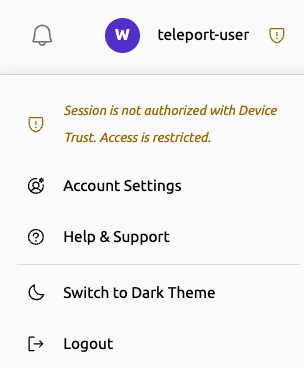 W teleport-user
Session is not authorized with Device
Trust. Access is restricted.
Account Settings
Help & Support
Switch to Dark Theme
Logout